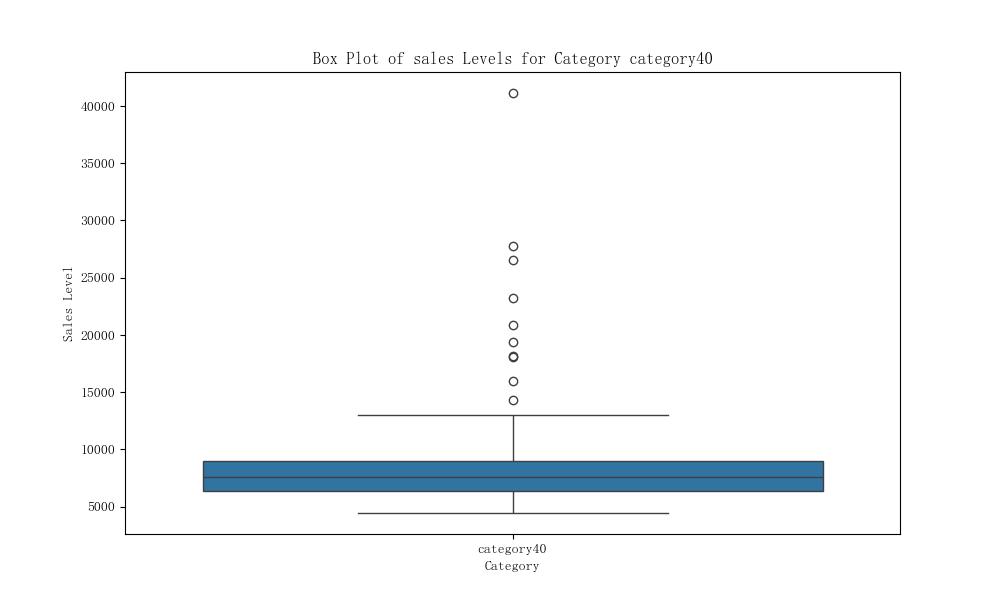 Box Plot of sales Levels for Category category40
40000
35000
30000
25000
20000
15000
10000
5000
Sales Level
category40
Category